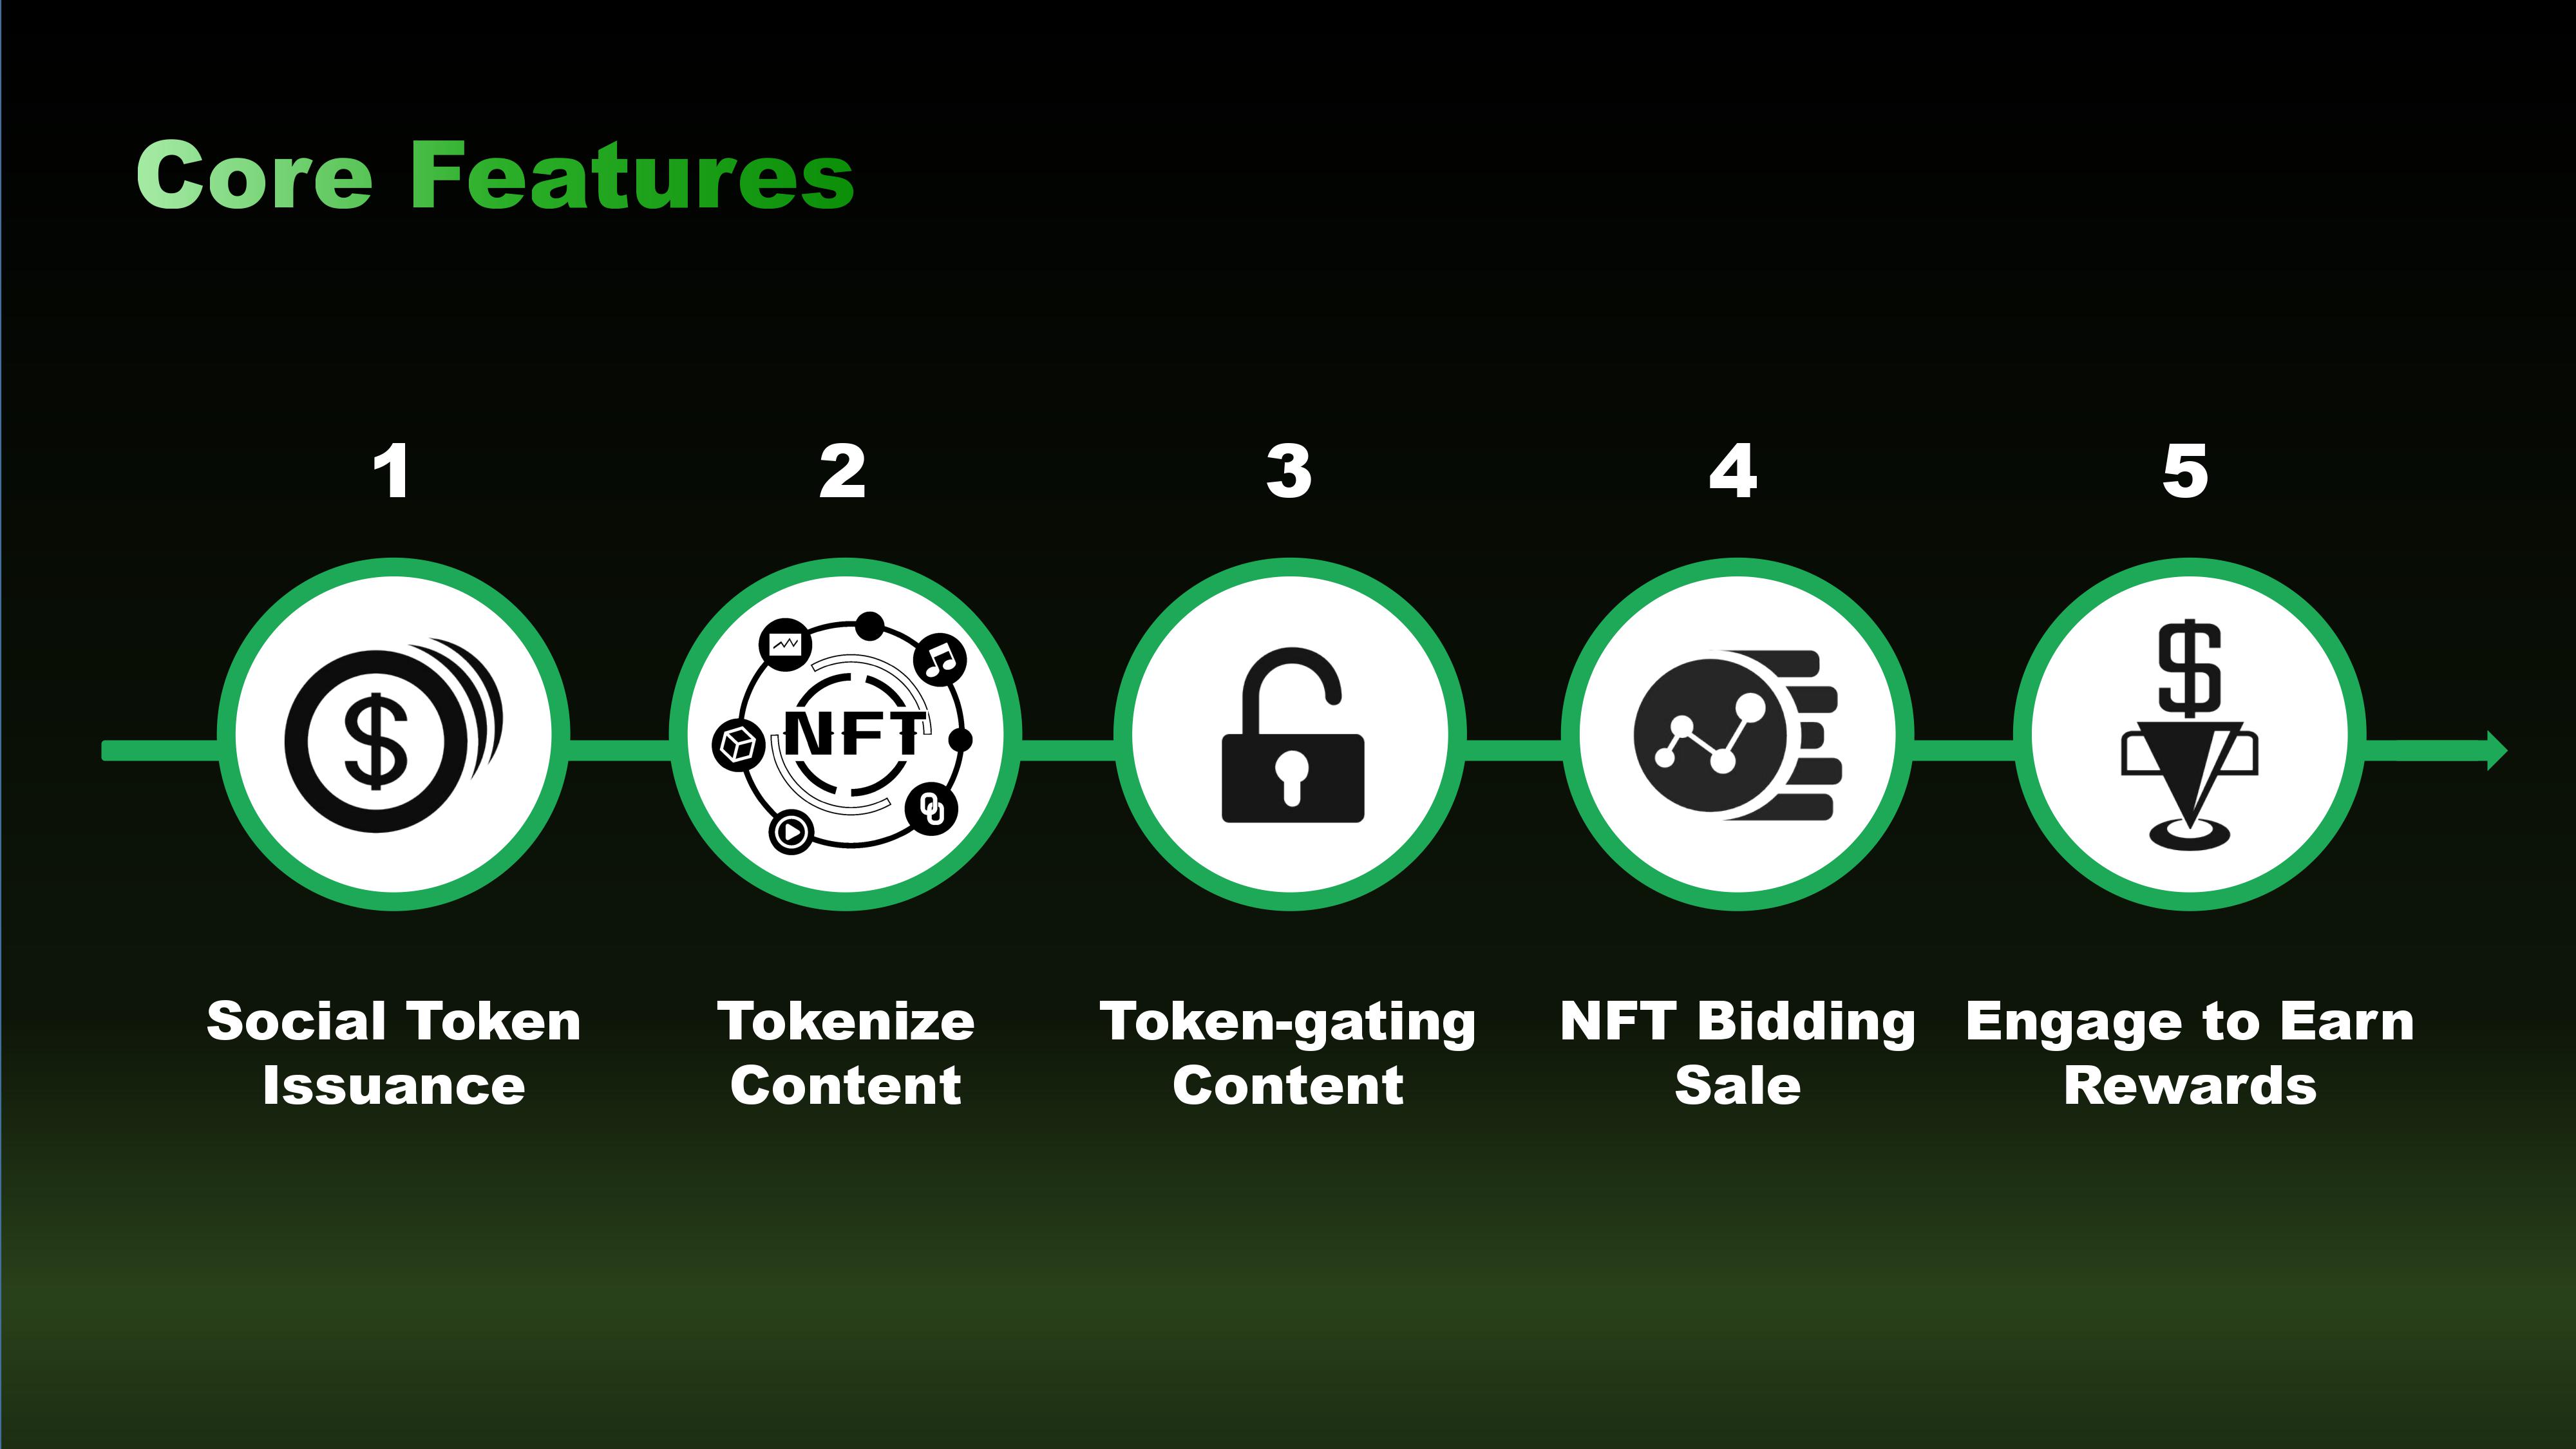 Core Features
1
2
3
4
5
NFT
Social Token
Issuance
Tokenize
Content
Token-gating
Content
NFT Bidding
Sale
Engage to Earn
Rewards